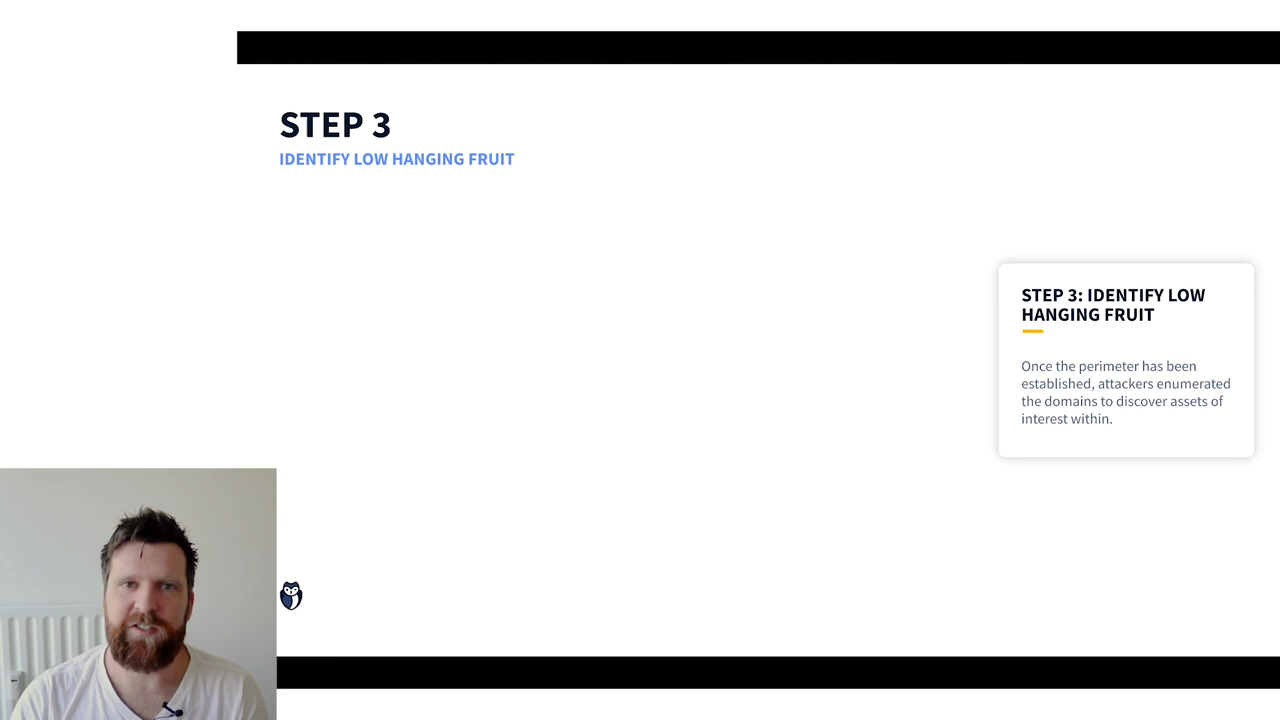 STEP 3
IDENTIFY LOW HANGING FRUIT
STEP 3: IDENTIFY LOW
HANGING FRUIT
Once the perimeter has been
established, attackers enumerated
the domains to discover assets of
interest within.